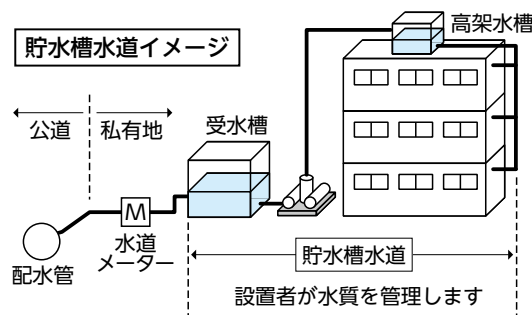 貯水槽水道イメージ
高架水槽
公道
私有地
受水槽
M
水道
メーター
配水管
貯水槽水道
設置者が水質を管理します